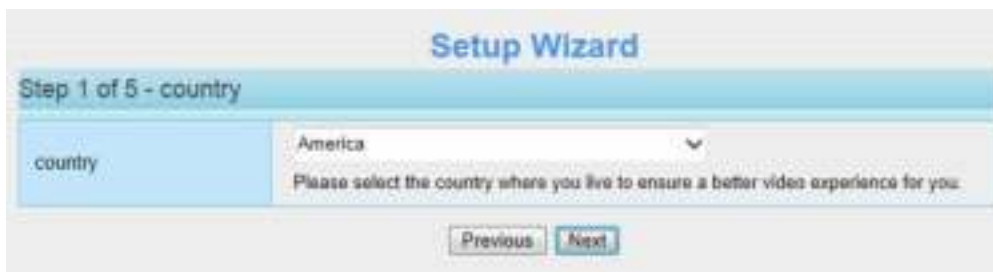 Setup Wizard
Step 1 of 5 - country
country
America
Please select the country where you live to ensure a better video experience for you.
Previous Next